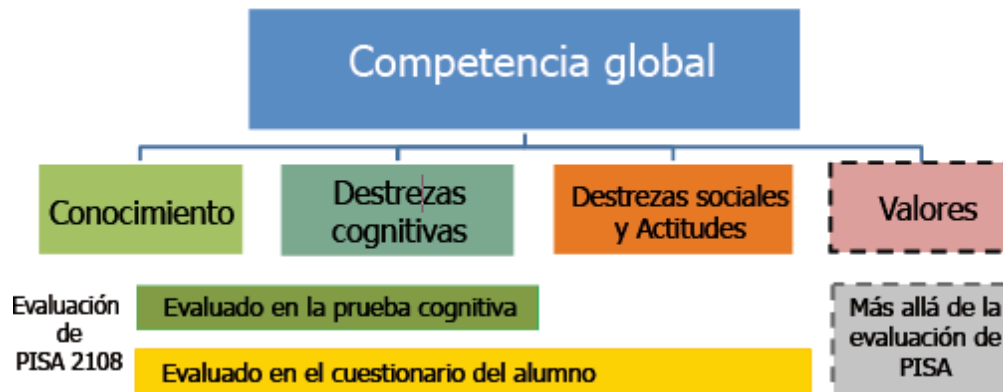 Competencia global
Conocimiento
Destrezas
cognitivas
Destrezas sociales
y Actitudes
Valores
Evaluación
de
PISA 2108
Evaluado en la prueba cognitiva
Evaluado en el cuestionario del alumno
Más allá de la
evaluación de
PISA